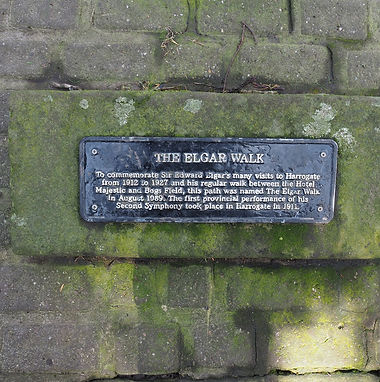 THE ELGAR WALK
To commemorate Sir Edward Elgar's many visits to Harrogate
from 1912 to 1927 and his regular walk between the Hotel
Majestic and Bogs Field, this path was named The Elgar Walk
in August 1989. The first provincial performance of his
Second Symphony took place in Harrogate in 1911.